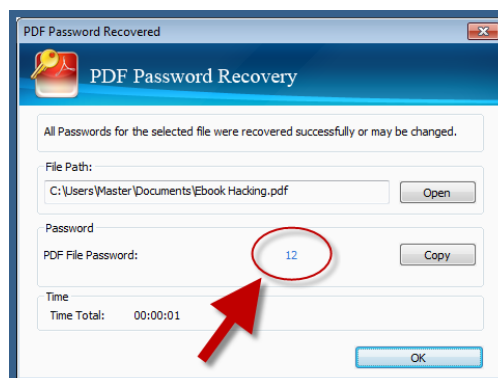 PDF Password Recovered
PDF Password Recovery
All Passwords for the selected file were recovered successfully or may be changed.
File Path:
C:\Users\Master\Documents\Ebook Hacking.pdf
Open
Password
PDF File Password:
12
Copy
Time
Time Total: 00:00:01
OK